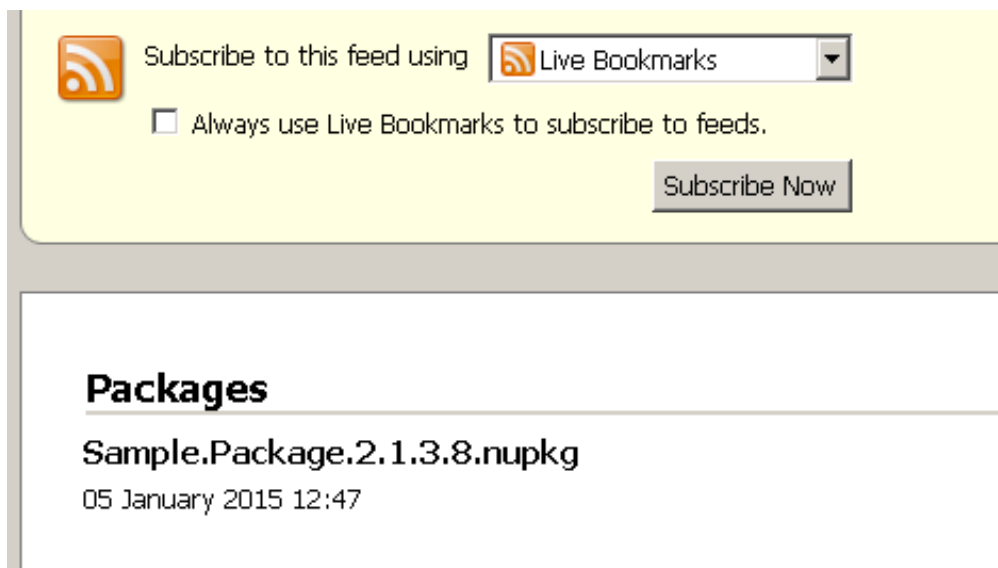 Subscribe to this feed using Live Bookmarks
Always use Live Bookmarks to subscribe to feeds.
Subscribe Now
Packages
Sample.Package.2.1.3.8.nupkg
05 January 2015 12:47